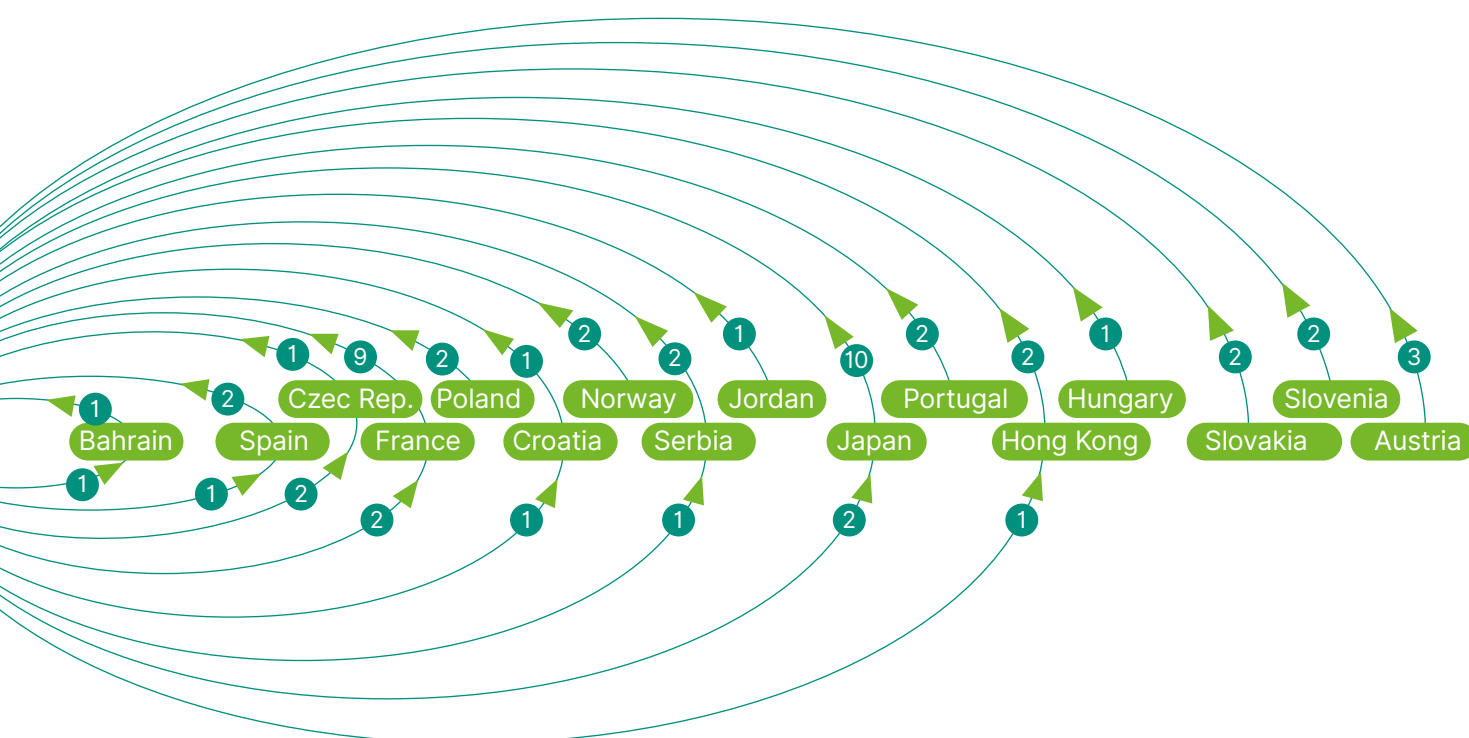 1 2 1 9 2 1 2 2 1 10 2 2 1 2 2 3
Czec Rep. Poland Norway Jordan Portugal Hungary Slovenia
Bahrain Spain France Croatia Serbia Japan Hong Kong Slovakia Austria
1 1 2 2 1 1 2 1